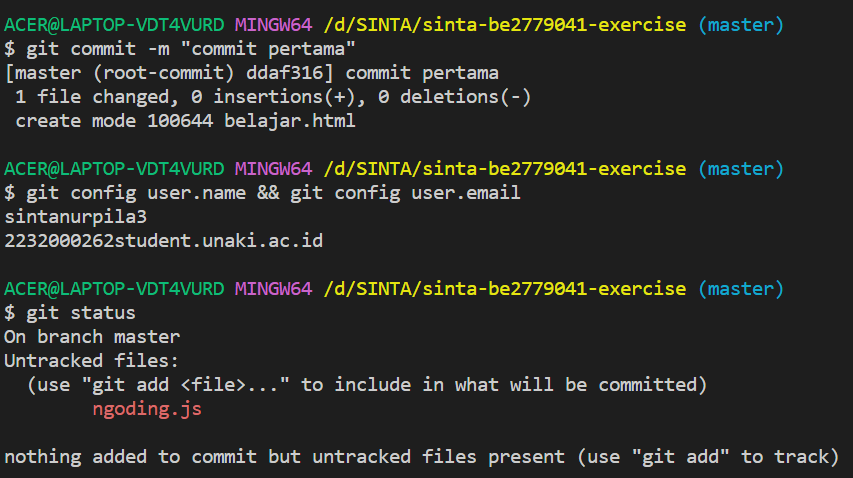 ACER@LAPTOP-VDT4VURD MINGW64 /d/SINTA/sinta-be2779041-exercise (master)
$ git commit -m "commit pertama"
[master (root-commit) ddaf316] commit pertama
 1 file changed, 0 insertions(+), 0 deletions(-)
 create mode 100644 belajar.html

ACER@LAPTOP-VDT4VURD MINGW64 /d/SINTA/sinta-be2779041-exercise (master)
$ git config user.name && git config user.email
sintanurpila3
2232000262student.unaki.ac.id

ACER@LAPTOP-VDT4VURD MINGW64 /d/SINTA/sinta-be2779041-exercise (master)
$ git status
On branch master
Untracked files:
  (use "git add <file>..." to include in what will be committed)
        ngoding.js

nothing added to commit but untracked files present (use "git add" to track)